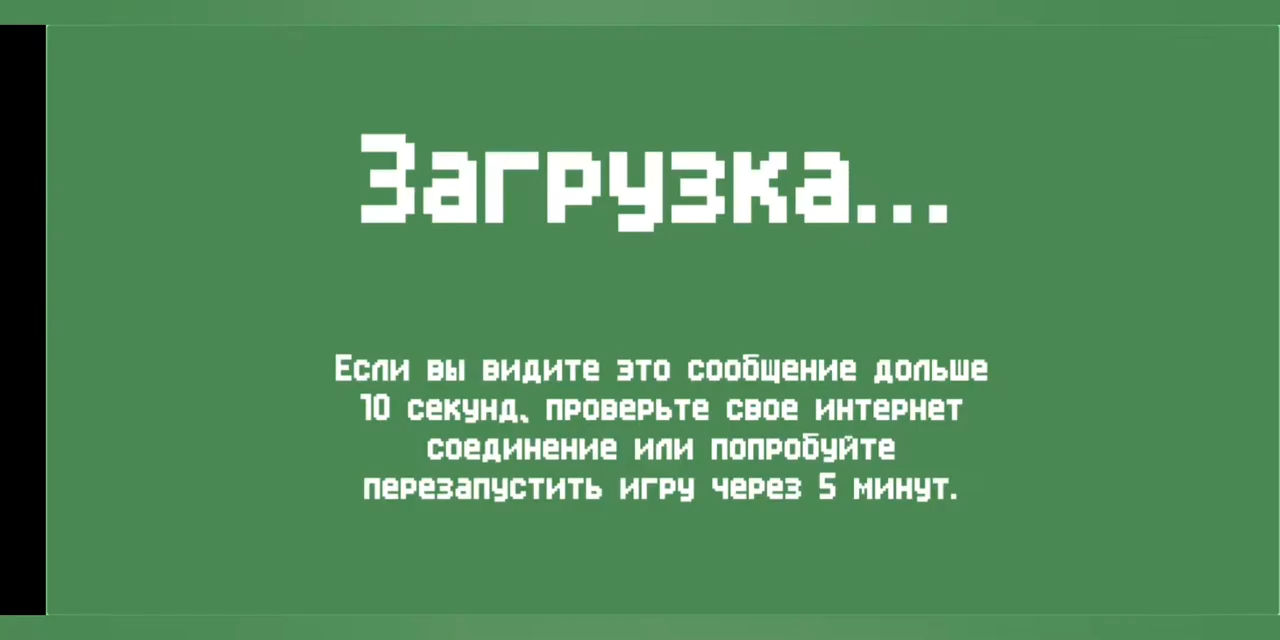 Загрузка...
Если вы видите это сообщение дольше
10 секунд, проверьте свое интернет
соединение или попробуйте
перезапустить игру через 5 минут.